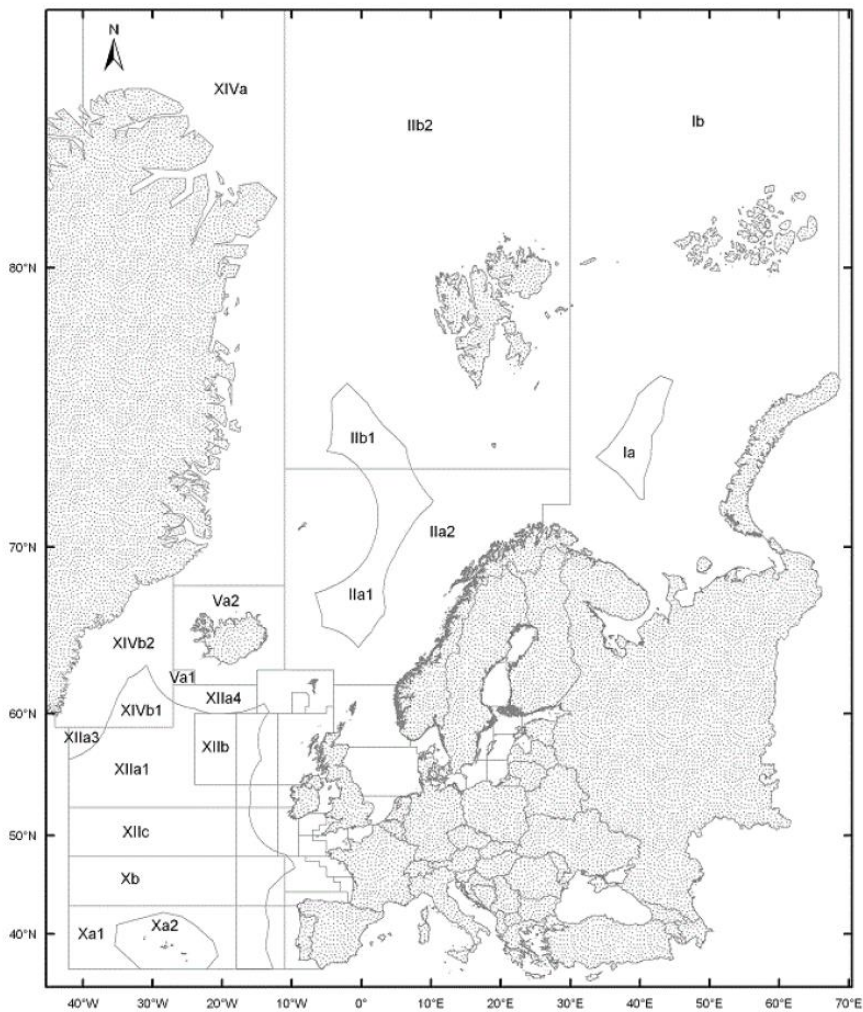 N
XIVa
IIb2
Ib
80°N
IIb1
Ia
IIa2
70°N
IIa1
Va2
XIVb2
Va1
XIIa4
60°N
XIVb1
XIIa3
XIIb
XIIa1
50°N
XIIc
Xb
Xa2
40°N
Xa1
40°W 30°W 20°W 10°W 0° 10°E 20°E 30°E 40°E 50°E 60°E 70°E